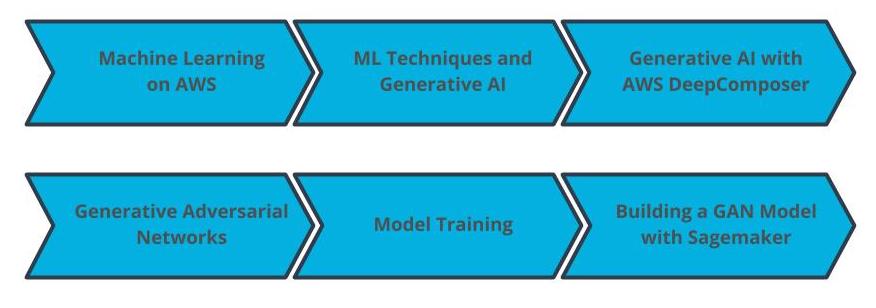 Machine Learning
on AWS
ML Techniques and
Generative AI
Generative AI with
AWS DeepComposer
Generative Adversarial
Networks
Model Training
Building a GAN Model
with Sagemaker